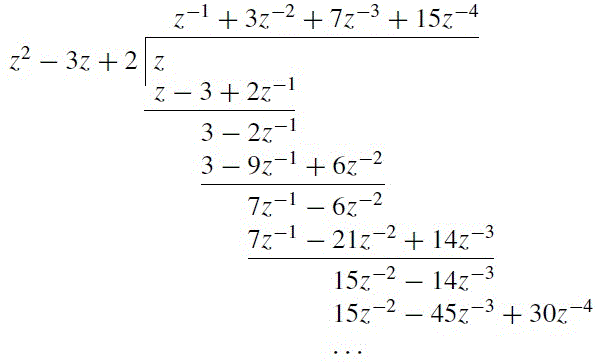 z⁻¹ + 3z⁻² + 7z⁻³ + 15z⁻⁴
z² − 3z + 2 z
z − 3 + 2z⁻¹
3 − 2z⁻¹
3 − 9z⁻¹ + 6z⁻²
7z⁻¹ − 6z⁻²
7z⁻¹ − 21z⁻² + 14z⁻³
15z⁻² − 14z⁻³
15z⁻² − 45z⁻³ + 30z⁻⁴
...